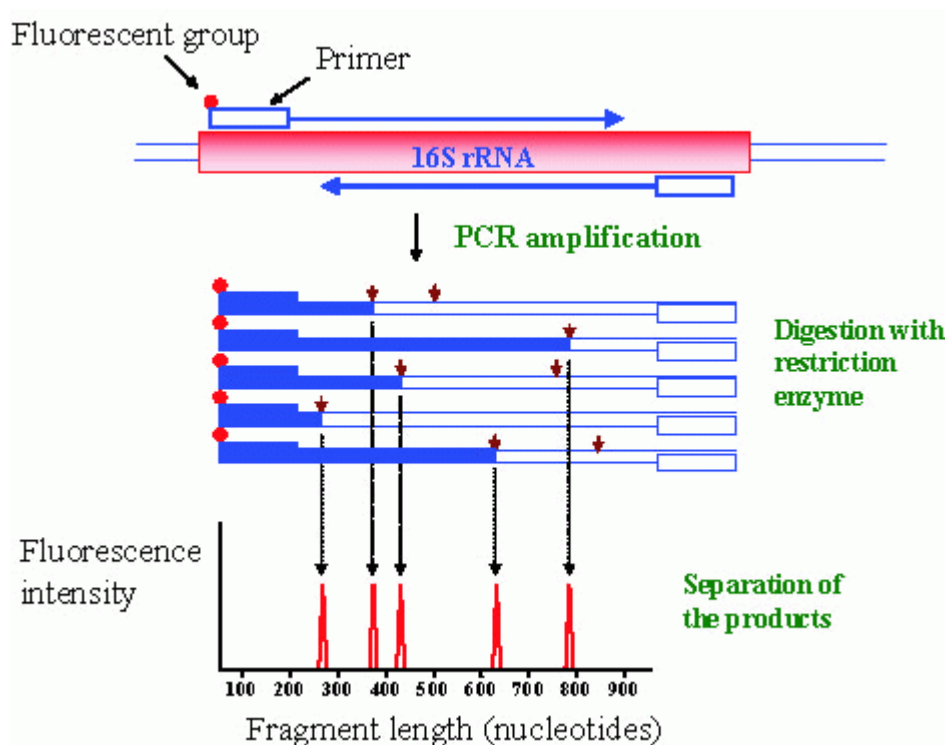 Fluorescent group
Primer
16S rRNA
PCR amplification
Digestion with
restriction
enzyme
Fluorescence
intensity
Separation of
the products
100 200 300 400 500 600 700 800 900
Fragment length (nucleotides)